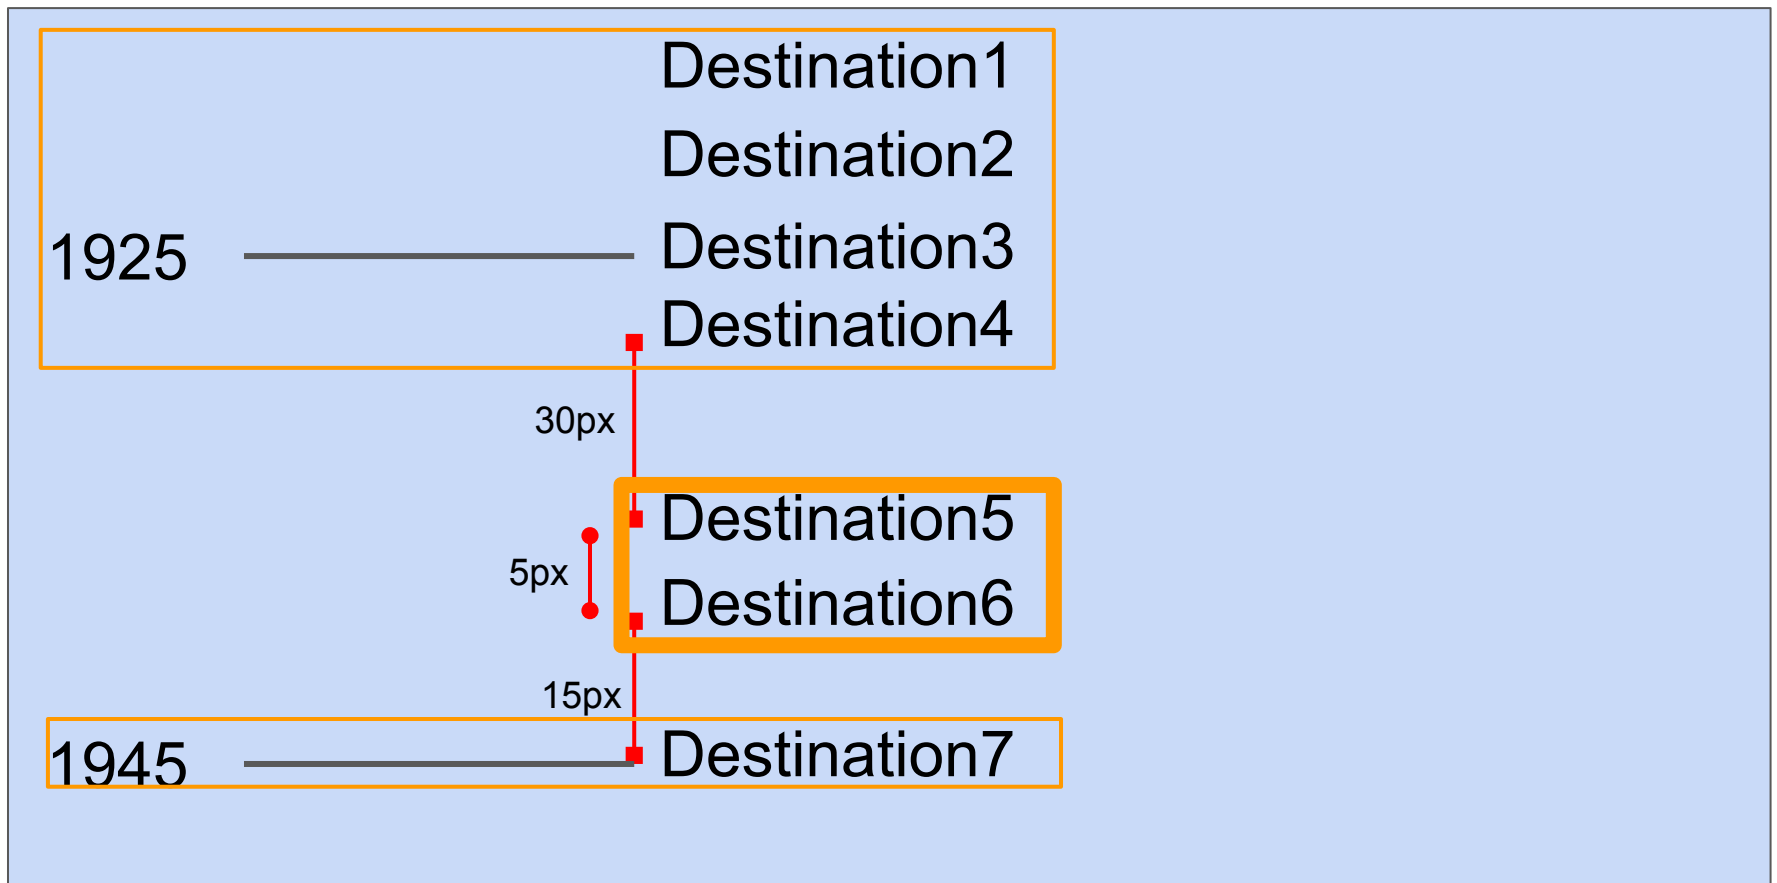 Destination1
Destination2
1925 Destination3
Destination4
30px
Destination5
5px
Destination6
15px
1945 Destination7